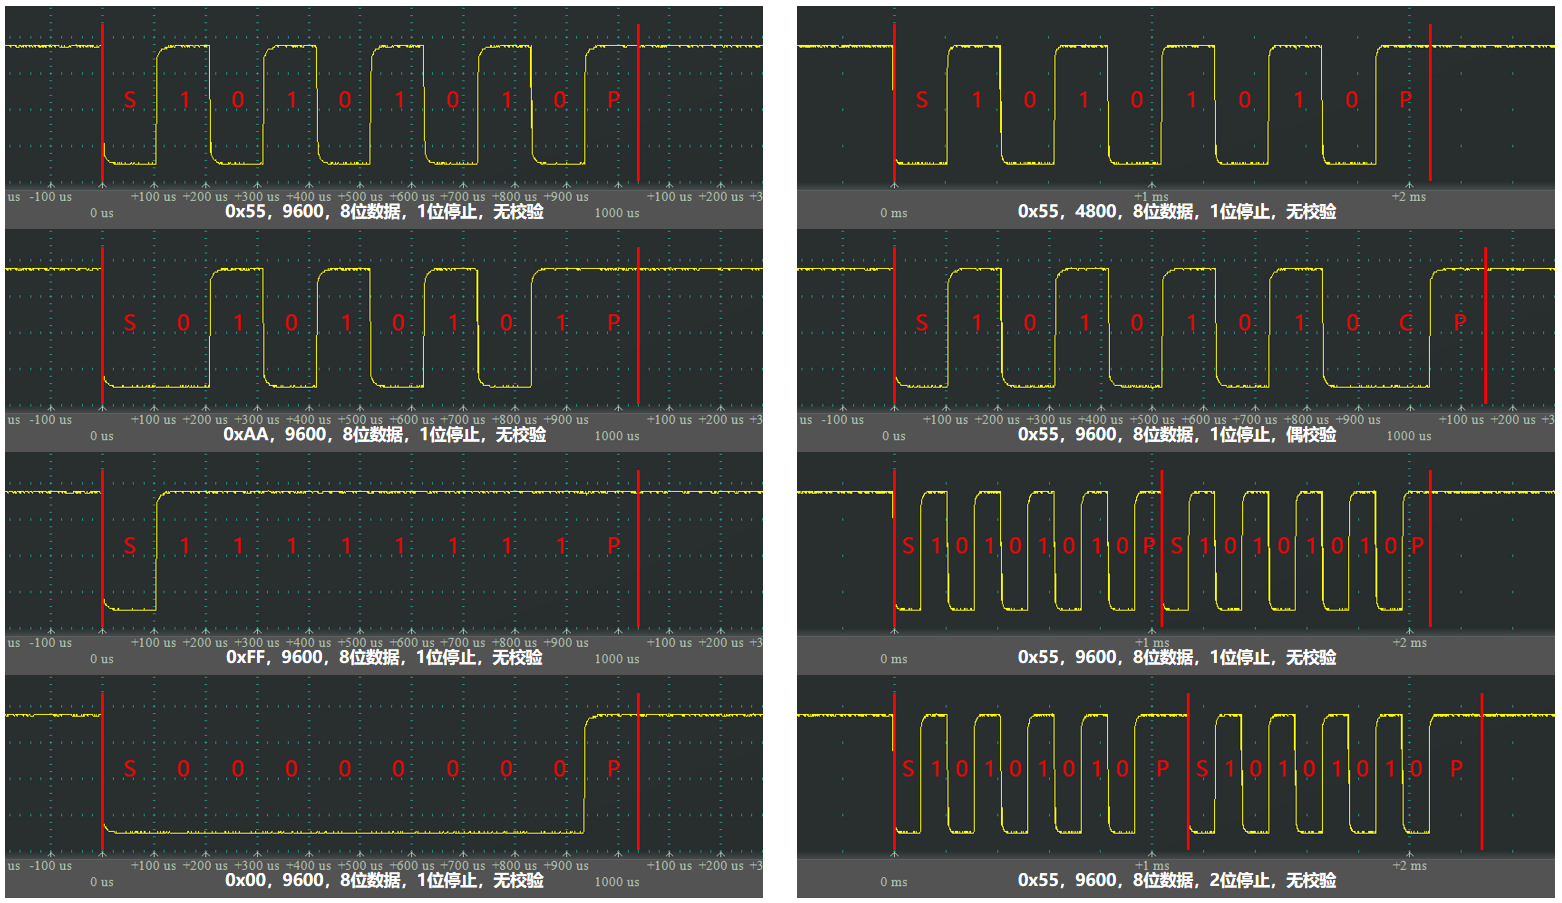 S 1 0 1 0 1 0 1 0 P
us -100 us +100 us +200 us +300 us +400 us +500 us +600 us +700 us +800 us +900 us +100 us +200 us +3
0 us 1000 us
0x55，9600，8位数据，1位停止，无校验
S 0 1 0 1 0 1 0 1 P
us -100 us +100 us +200 us +300 us +400 us +500 us +600 us +700 us +800 us +900 us +100 us +200 us +3
0 us 1000 us
0xAA，9600，8位数据，1位停止，无校验
S 1 1 1 1 1 1 1 1 P
us -100 us +100 us +200 us +300 us +400 us +500 us +600 us +700 us +800 us +900 us +100 us +200 us +3
0 us 1000 us
0xFF，9600，8位数据，1位停止，无校验
S 0 0 0 0 0 0 0 0 P
us -100 us +100 us +200 us +300 us +400 us +500 us +600 us +700 us +800 us +900 us +100 us +200 us +3
0 us 1000 us
0x00，9600，8位数据，1位停止，无校验
S 1 0 1 0 1 0 1 0 P
+1 ms +2 ms
0 ms
0x55，4800，8位数据，1位停止，无校验
S 1 0 1 0 1 0 1 0 C P
us -100 us +100 us +200 us +300 us +400 us +500 us +600 us +700 us +800 us +900 us +100 us +200 us +3
0 us 1000 us
0x55，9600，8位数据，1位停止，偶校验
S 1 0 1 0 1 0 1 0 P S 1 0 1 0 1 0 1 0 P
+1 ms +2 ms
0 ms
0x55，9600，8位数据，1位停止，无校验
S 1 0 1 0 1 0 1 0 P S 1 0 1 0 1 0 1 0 P
+1 ms +2 ms
0 ms
0x55，9600，8位数据，2位停止，无校验